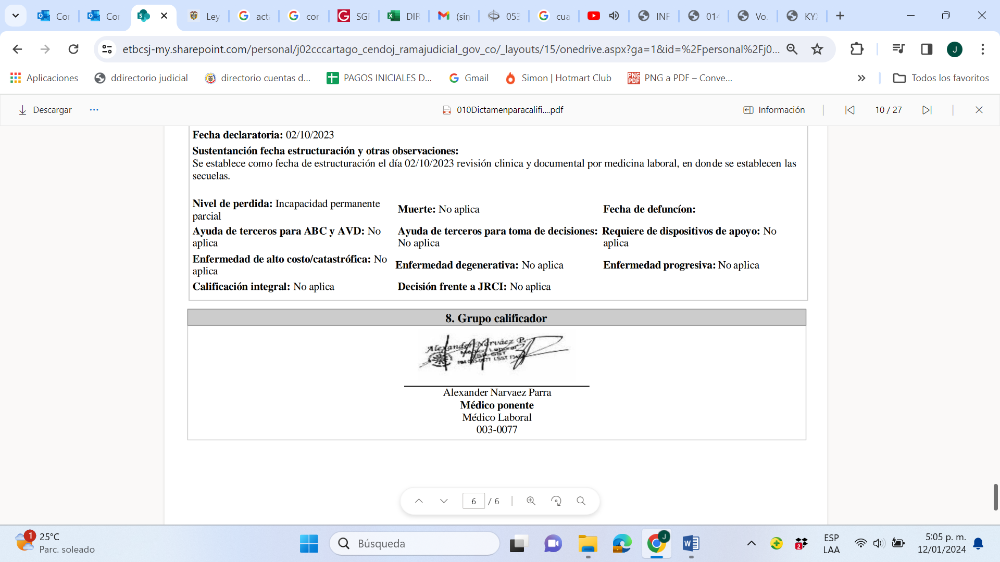 Cor
Cor
Ley
acta
cor
SGI
DIR
(sin
053
cua
INF
014
Vo.
KY
etbcsj-my.sharepoint.com/personal/j02cccartago_cendoj_ramajudicial_gov_co/_layouts/15/onedrive.aspx?ga=1&id=%2Fpersonal%2Fj0...
J
Aplicaciones
ddirectorio judicial
directorio cuentas d...
PAGOS INICIALES D...
Gmail
Simon | Hotmart Club
PNG a PDF – Conve...
Todos los favoritos
Descargar
010Dictamenparacalifi....pdf
Información
10 / 27
Fecha declaratoria: 02/10/2023
Sustentanción fecha estructuración y otras observaciones:
Se establece como fecha de estructuración el día 02/10/2023 revisión clinica y documental por medicina laboral, en donde se establecen las
secuelas.
Nivel de perdida: Incapacidad permanente
parcial
Muerte: No aplica
Fecha de defuncíon:
Ayuda de terceros para ABC y AVD: No
aplica
Ayuda de terceros para toma de decisiones:
No aplica
Requiere de dispositivos de apoyo: No
aplica
Enfermedad de alto costo/catastrófica: No
aplica
Enfermedad degenerativa: No aplica
Enfermedad progresiva: No aplica
Calificación integral: No aplica
Decisión frente a JRCI: No aplica
8. Grupo calificador
Alexander Narváez P.
Alexander Narvaez Parra
Médico ponente
Médico Laboral
003-0077
6 / 6
1
25°C
Parc. soleado
Búsqueda
J
2
ESP
LAA
5:05 p. m.
12/01/2024